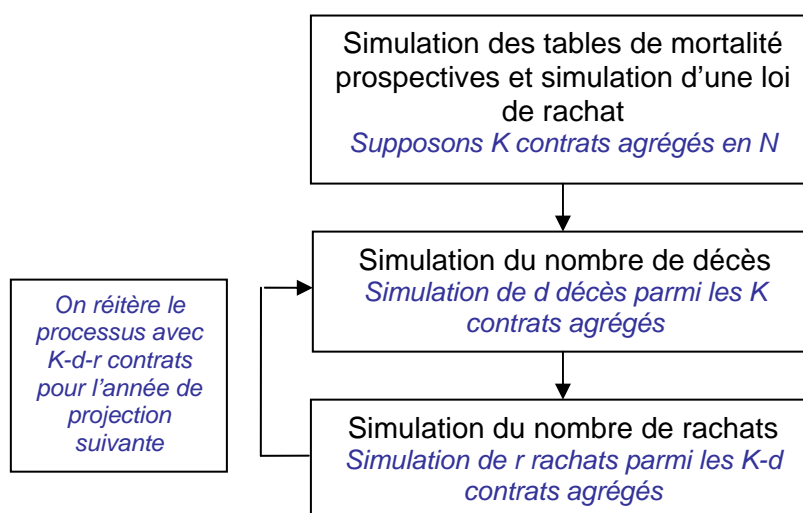 Simulation des tables de mortalité
prospectives et simulation d'une loi
de rachat
Supposons K contrats agrégés en N
Simulation du nombre de décès
Simulation de d décès parmi les K
contrats agrégés
On réitère le
processus avec
K-d-r contrats
pour l'année de
projection
suivante
Simulation du nombre de rachats
Simulation de r rachats parmi les K-d
contrats agrégés